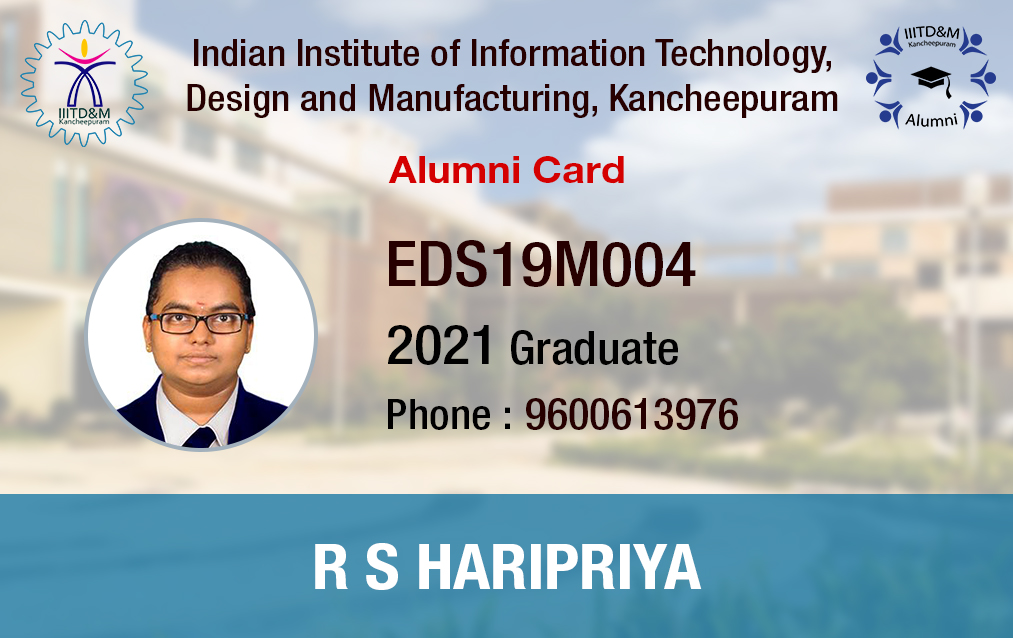 Indian Institute of Information Technology,
Design and Manufacturing, Kancheepuram
IIITD&M
Kancheepuram
IIITD&M
Kancheepuram
Alumni
Alumni Card
EDS19M004
2021 Graduate
Phone : 9600613976
R S HARIPRIYA